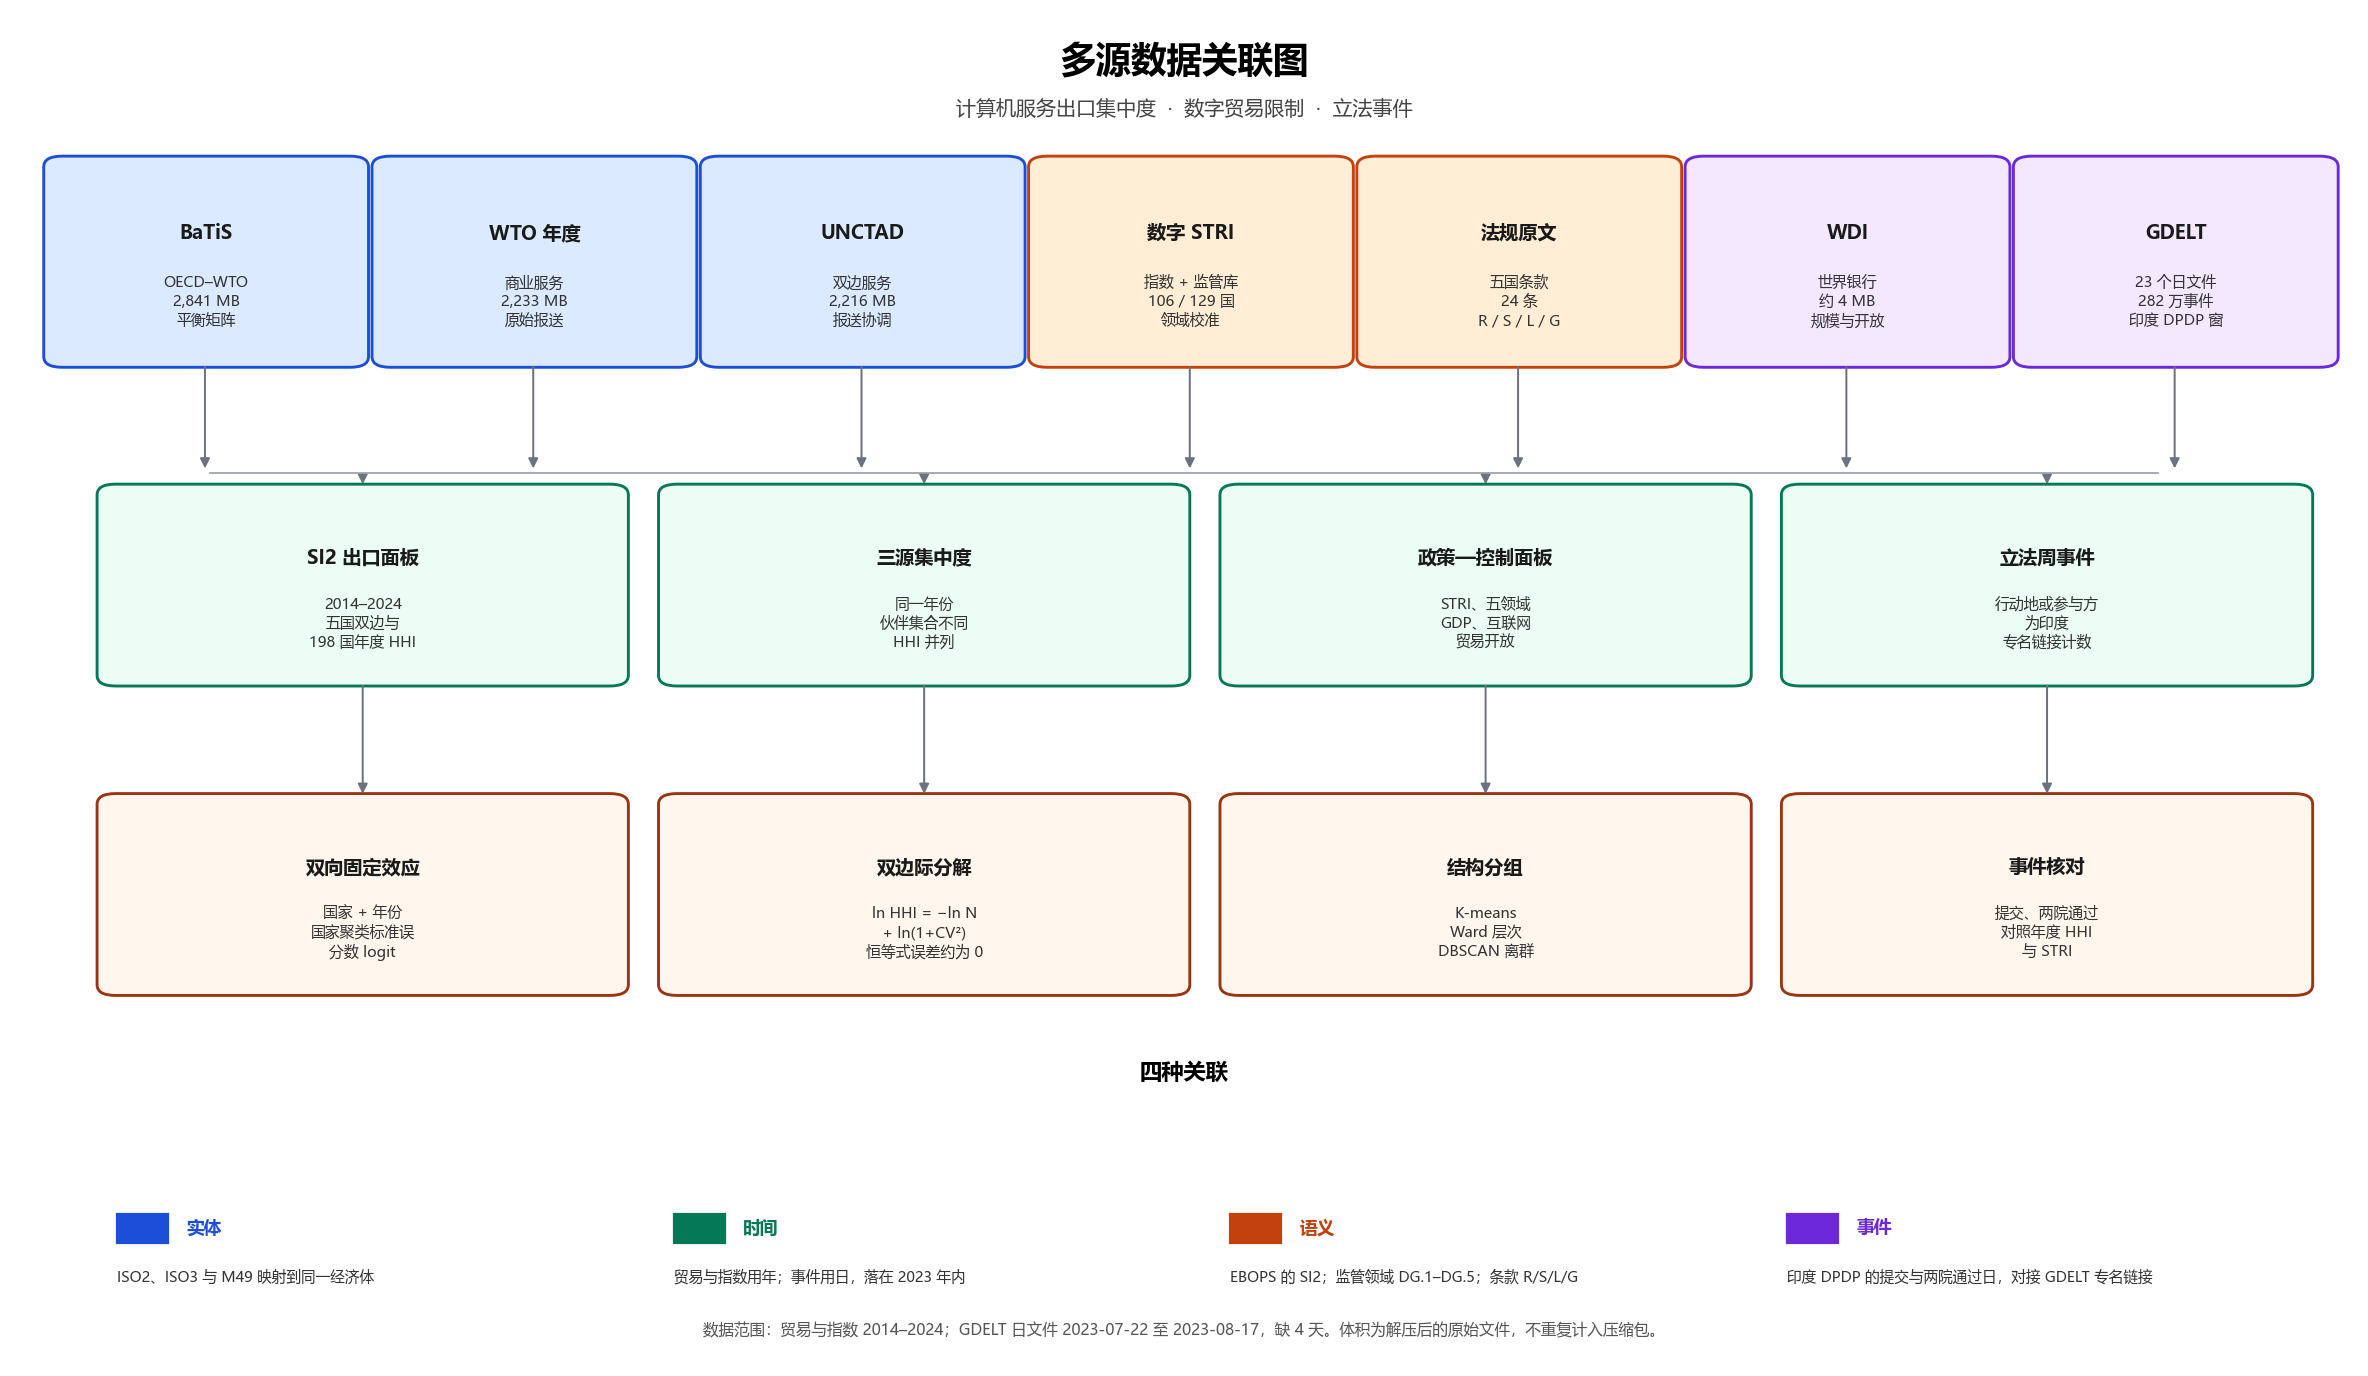 多源数据关联图
计算机服务出口集中度 · 数字贸易限制 · 立法事件
BaTiS
OECD–WTO
2,841 MB
平衡矩阵
WTO 年度
商业服务
2,233 MB
原始报送
UNCTAD
双边服务
2,216 MB
报送协调
数字 STRI
指数 + 监管库
106 / 129 国
领域校准
法规原文
五国条款
24 条
R / S / L / G
WDI
世界银行
约 4 MB
规模与开放
GDELT
23 个日文件
282 万事件
印度 DPDP 窗
SI2 出口面板
2014–2024
五国双边与
198 国年度 HHI
三源集中度
同一年份
伙伴集合不同
HHI 并列
政策—控制面板
STRI、五领域
GDP、互联网
贸易开放
立法周事件
行动地或参与方
为印度
专名链接计数
双向固定效应
国家 + 年份
国家聚类标准误
分数 logit
双边际分解
ln HHI = −ln N
+ ln(1+CV²)
恒等式误差约为 0
结构分组
K-means
Ward 层次
DBSCAN 离群
事件核对
提交、两院通过
对照年度 HHI
与 STRI
四种关联
实体
ISO2、ISO3 与 M49 映射到同一经济体
时间
贸易与指数用年；事件用日，落在 2023 年内
语义
EBOPS 的 SI2；监管领域 DG.1–DG.5；条款 R/S/L/G
事件
印度 DPDP 的提交与两院通过日，对接 GDELT 专名链接
数据范围：贸易与指数 2014–2024；GDELT 日文件 2023-07-22 至 2023-08-17，缺 4 天。体积为解压后的原始文件，不重复计入压缩包。